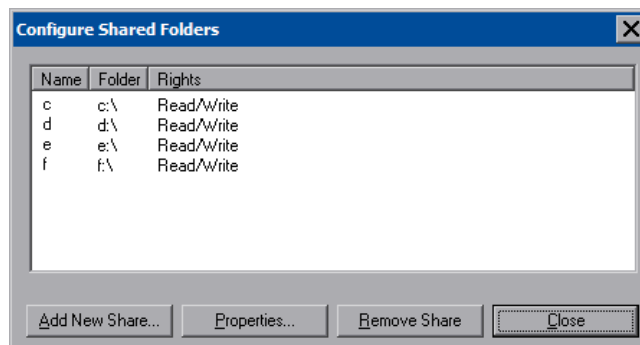 Configure Shared Folders
Name Folder Rights
c c:\ Read/Write
d d:\ Read/Write
e e:\ Read/Write
f f:\ Read/Write
Add New Share... Properties... Remove Share Close